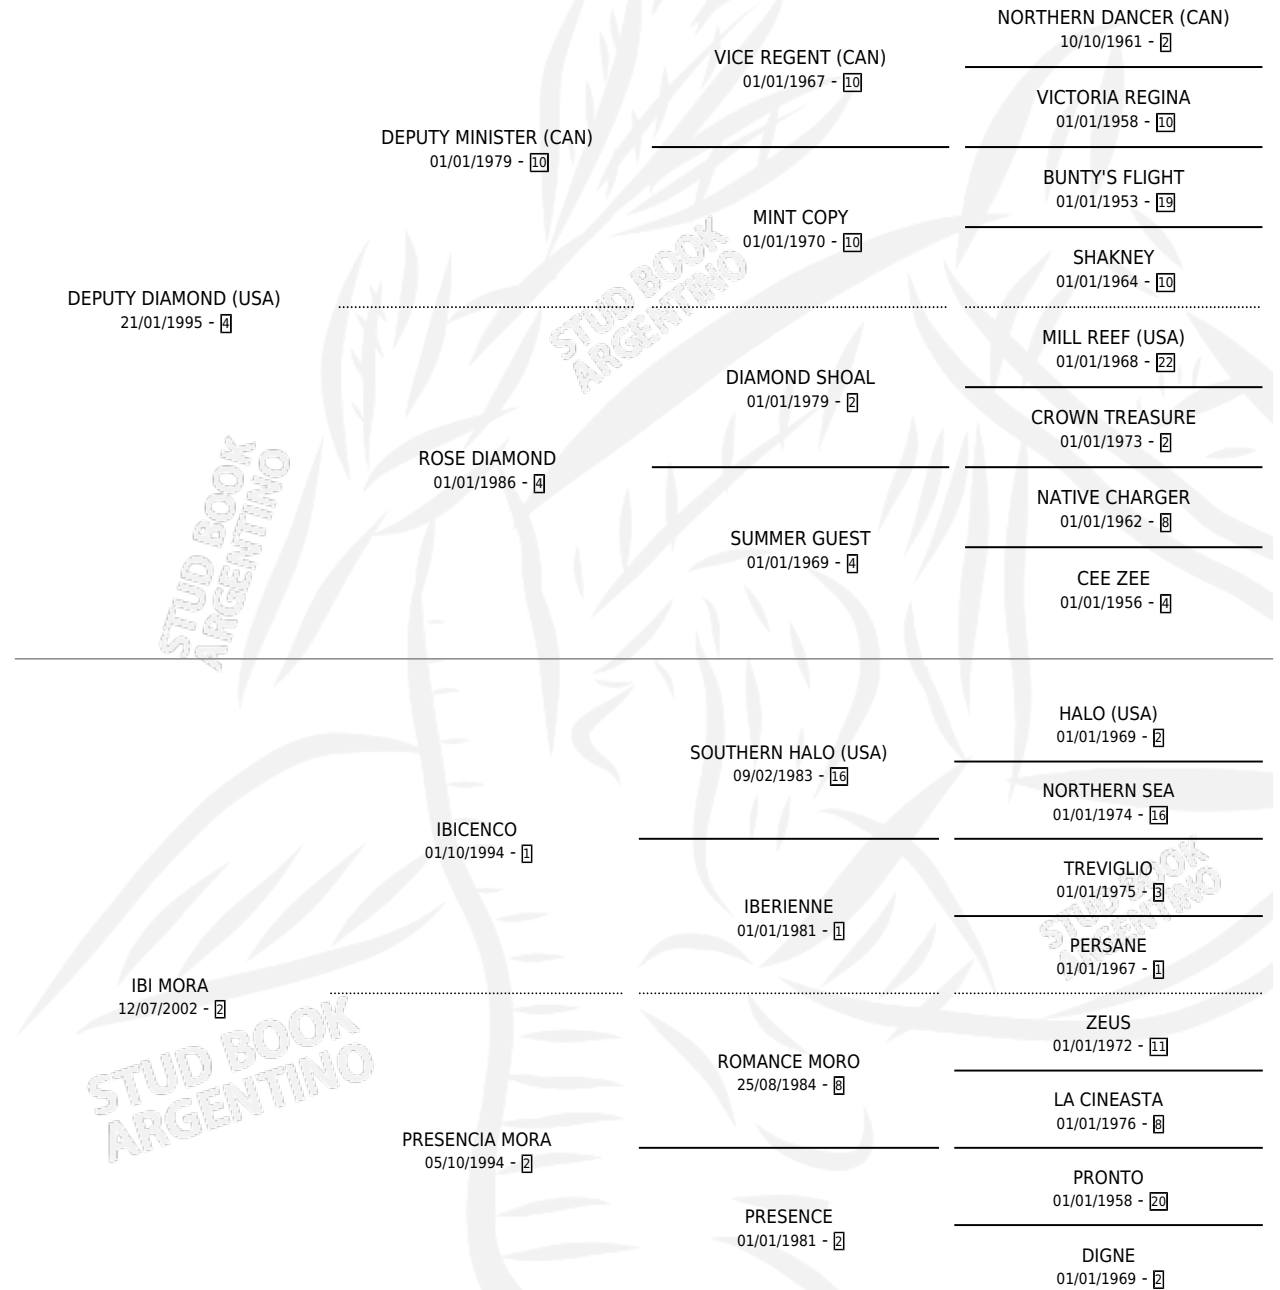 NORTHERN DANCER (CAN)
10/10/1961 - 2
VICE REGENT (CAN)
01/01/1967 - 10
VICTORIA REGINA
01/01/1958 - 10
DEPUTY MINISTER (CAN)
01/01/1979 - 10
BUNTY'S FLIGHT
01/01/1953 - 19
MINT COPY
01/01/1970 - 10
SHAKNEY
01/01/1964 - 10
DEPUTY DIAMOND (USA)
21/01/1995 - 4
MILL REEF (USA)
01/01/1968 - 22
DIAMOND SHOAL
01/01/1979 - 2
CROWN TREASURE
01/01/1973 - 2
ROSE DIAMOND
01/01/1986 - 4
NATIVE CHARGER
01/01/1962 - 8
SUMMER GUEST
01/01/1969 - 4
CEE ZEE
01/01/1956 - 4
HALO (USA)
01/01/1969 - 2
SOUTHERN HALO (USA)
09/02/1983 - 16
NORTHERN SEA
01/01/1974 - 16
IBICENCO
01/10/1994 - 1
TREVIGLIO
01/01/1975 - 3
IBERIENNE
01/01/1981 - 1
PERSANE
01/01/1967 - 1
IBI MORA
12/07/2002 - 2
ZEUS
01/01/1972 - 11
ROMANCE MORO
25/08/1984 - 8
LA CINEASTA
01/01/1976 - 8
PRESENCIA MORA
05/10/1994 - 2
PRONTO
01/01/1958 - 20
PRESENCE
01/01/1981 - 2
DIGNE
01/01/1969 - 2
STUD BOOK
ARGENTINO
STUD BOOK
ARGENTINO
STUD BOOK
ARGENTINO
STUD BOOK
ARGENTINO